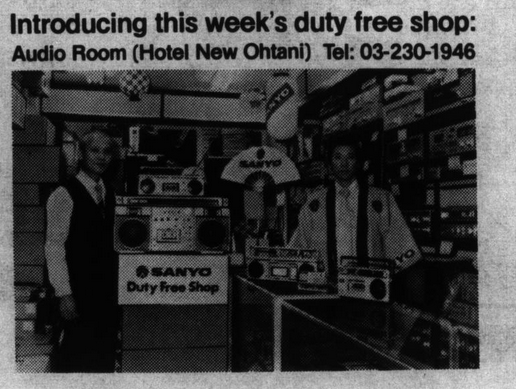 Introducing this week's duty free shop:
Audio Room (Hotel New Ohtani) Tel: 03-230-1946
SANYO
SANYO
SANYO
Duty Free Shop